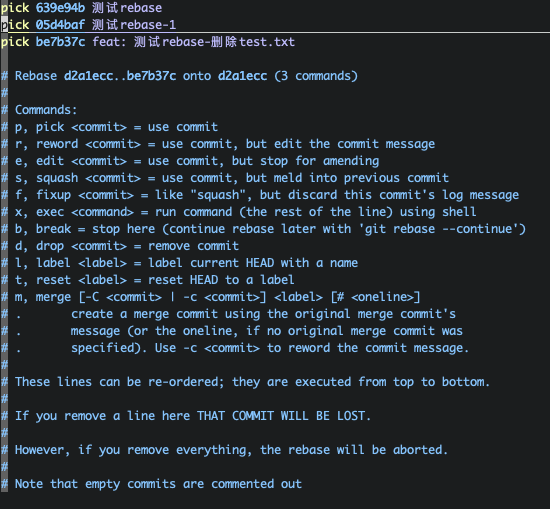 pick 639e94b 测试rebase
pick 05d4baf 测试rebase-1
pick be7b37c feat: 测试rebase-删除test.txt

# Rebase d2a1ecc..be7b37c onto d2a1ecc (3 commands)
#
# Commands:
# p, pick <commit> = use commit
# r, reword <commit> = use commit, but edit the commit message
# e, edit <commit> = use commit, but stop for amending
# s, squash <commit> = use commit, but meld into previous commit
# f, fixup <commit> = like "squash", but discard this commit's log message
# x, exec <command> = run command (the rest of the line) using shell
# b, break = stop here (continue rebase later with 'git rebase --continue')
# d, drop <commit> = remove commit
# l, label <label> = label current HEAD with a name
# t, reset <label> = reset HEAD to a label
# m, merge [-C <commit> | -c <commit>] <label> [# <oneline>]
# .       create a merge commit using the original merge commit's
# .       message (or the oneline, if no original merge commit was
# .       specified). Use -c <commit> to reword the commit message.
#
# These lines can be re-ordered; they are executed from top to bottom.
#
# If you remove a line here THAT COMMIT WILL BE LOST.
#
# However, if you remove everything, the rebase will be aborted.
#
# Note that empty commits are commented out